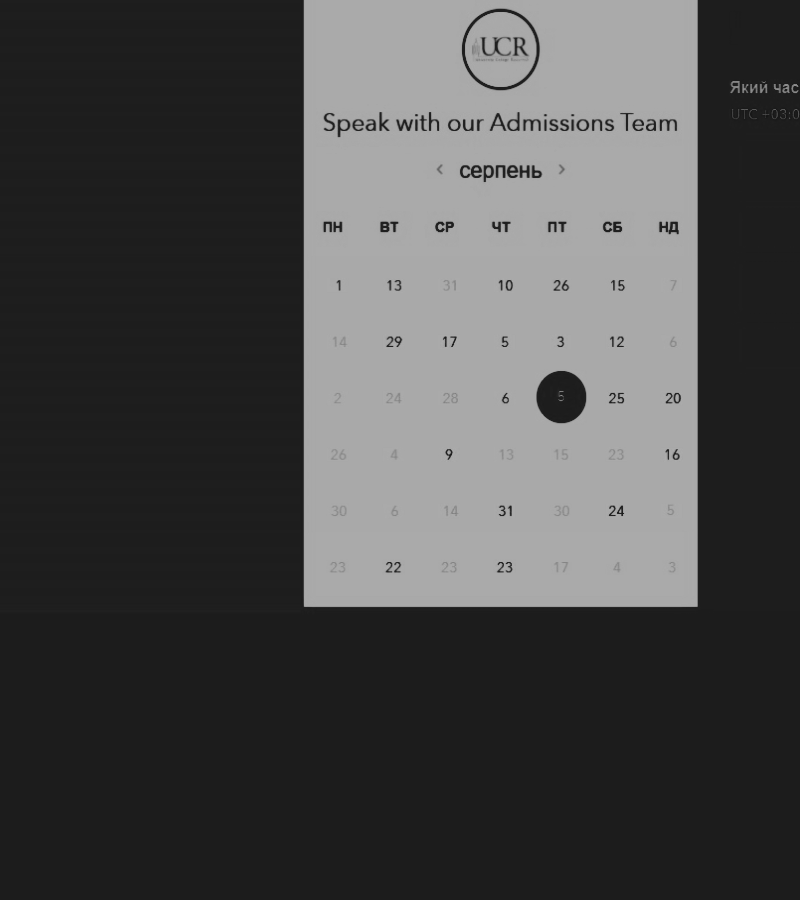 UCR
Speak with our Admissions Team
< серпень >
ПН ВТ СР ЧТ ПТ СБ НД
1 13 31 10 26 15 7
14 29 17 5 3 12 6
2 24 28 6 5 25 20
26 4 9 13 15 23 16
30 6 14 31 30 24 5
23 22 23 23 17 4 3
Який час
UTC +03:0